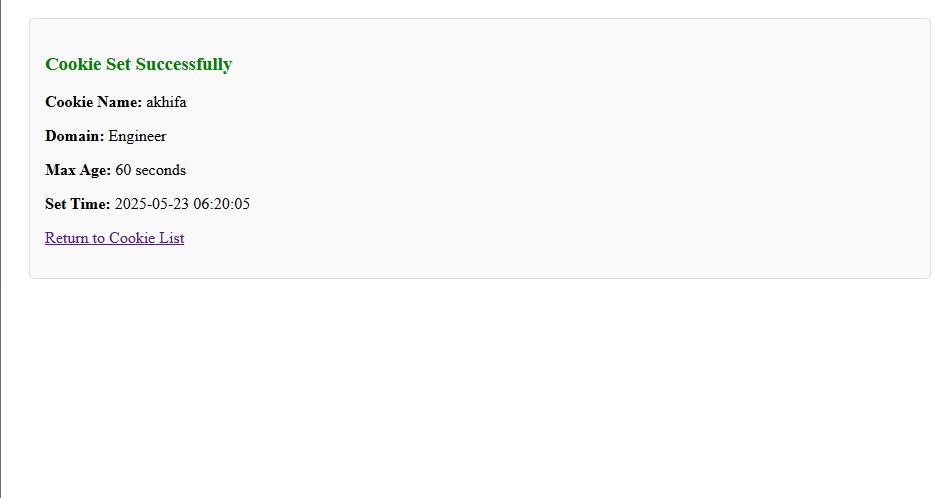 Cookie Set Successfully
Cookie Name: akhifa
Domain: Engineer
Max Age: 60 seconds
Set Time: 2025-05-23 06:20:05
Return to Cookie List